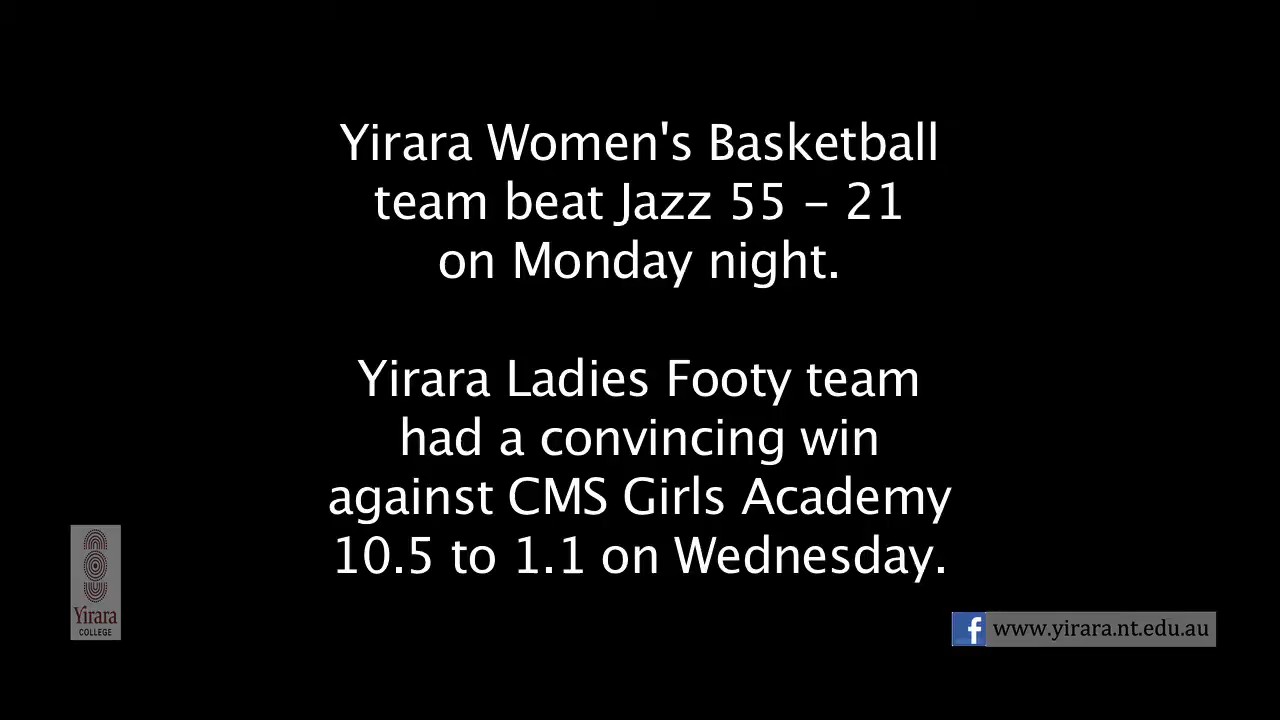 Yirara Women's Basketball
team beat Jazz 55 - 21
on Monday night.
Yirara Ladies Footy team
had a convincing win
against CMS Girls Academy
10.5 to 1.1 on Wednesday.
Yirara
COLLEGE
f www.yirara.nt.edu.au